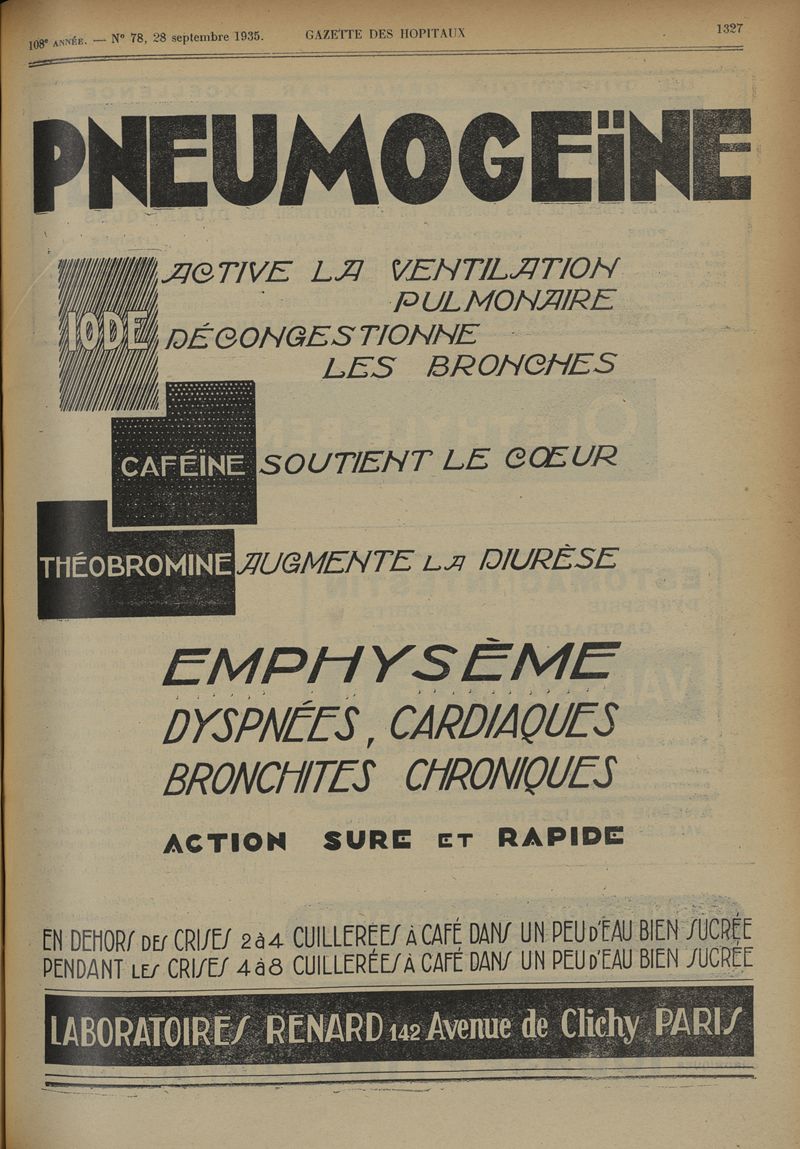 108e ANNÉE. — N° 78, 28 septembre 1935.
GAZETTE DES HOPITAUX
1327
PNEUMOGEÏNE
IODE
ACTIVE LA VENTILATION
PULMONAIRE
DÉCONGESTIONNE
LES BRONCHES
CAFÉÏNE
SOUTIENT LE CŒUR
THÉOBROMINE
AUGMENTE LA DIURÈSE
EMPHYSÈME
DYSPNÉES, CARDIAQUES
BRONCHITES CHRONIQUES
ACTION SURE ET RAPIDE
EN DEHORS DES CRISES 2 à 4 CUILLERÉES À CAFÉ DANS UN PEU D'EAU BIEN SUCRÉE
PENDANT LES CRISES 4 à 8 CUILLERÉES À CAFÉ DANS UN PEU D'EAU BIEN SUCRÉE
LABORATOIRES RENARD 142 Avenue de Clichy PARIS